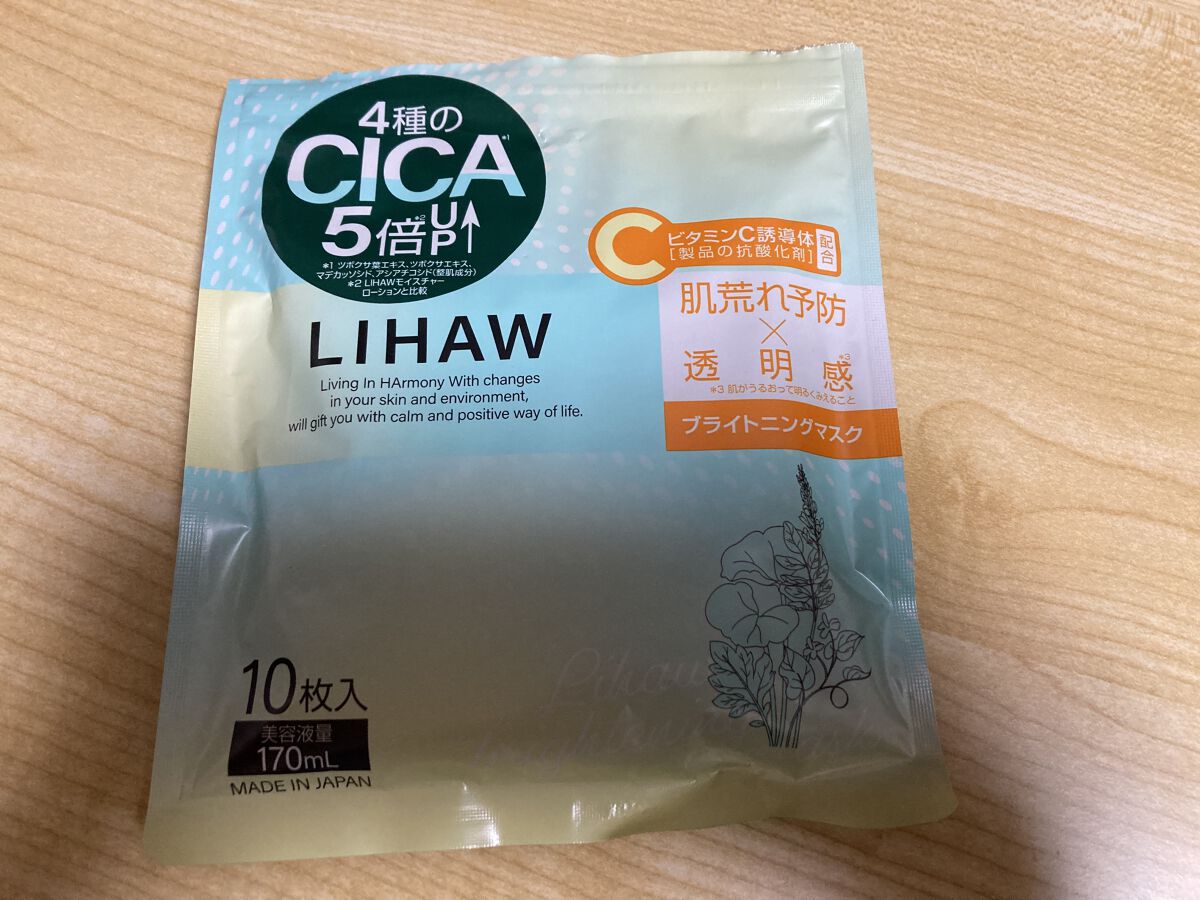 4種の
CICA*1
5倍*2UP↑
*1 ツボクサ葉エキス、ツボクサエキス、
マデカッソシド、アシアチコシド(整肌成分)
*2 LIHAWモイスチャー
ローションと比較
LIHAW
Living In HArmony With changes
in your skin and environment,
will gift you with calm and positive way of life.
C
ビタミンC誘導体
[製品の抗酸化剤]
配合
肌荒れ予防
×
透明感*3
*3 肌がうるおって明るくみえること
ブライトニングマスク
Lihaw
10枚入
美容液量
170mL
MADE IN JAPAN